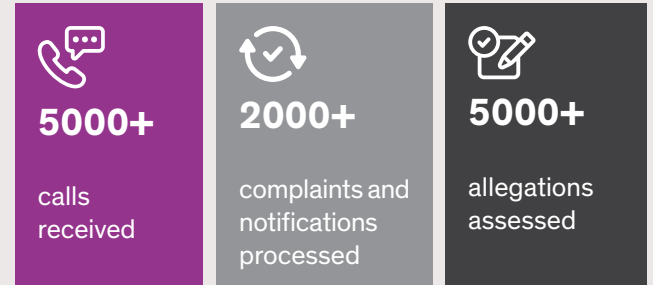 5000+
calls
received
2000+
complaints and
notifications
processed
5000+
allegations
assessed